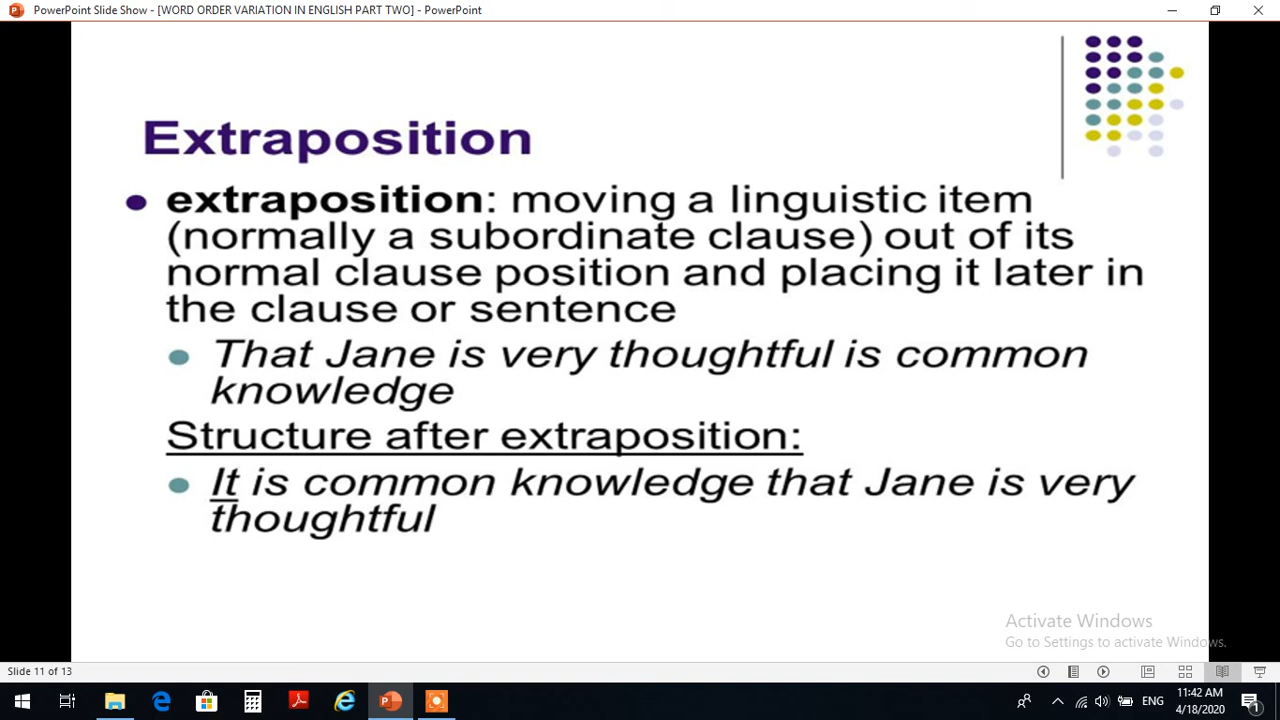 PowerPoint Slide Show - [WORD ORDER VARIATION IN ENGLISH PART TWO] - PowerPoint
Extraposition
extraposition: moving a linguistic item
(normally a subordinate clause) out of its
normal clause position and placing it later in
the clause or sentence
That Jane is very thoughtful is common
knowledge
Structure after extraposition:
It is common knowledge that Jane is very
thoughtful
Activate Windows
Go to Settings to activate Windows.
Slide 11 of 13
ENG
11:42 AM
4/18/2020
1